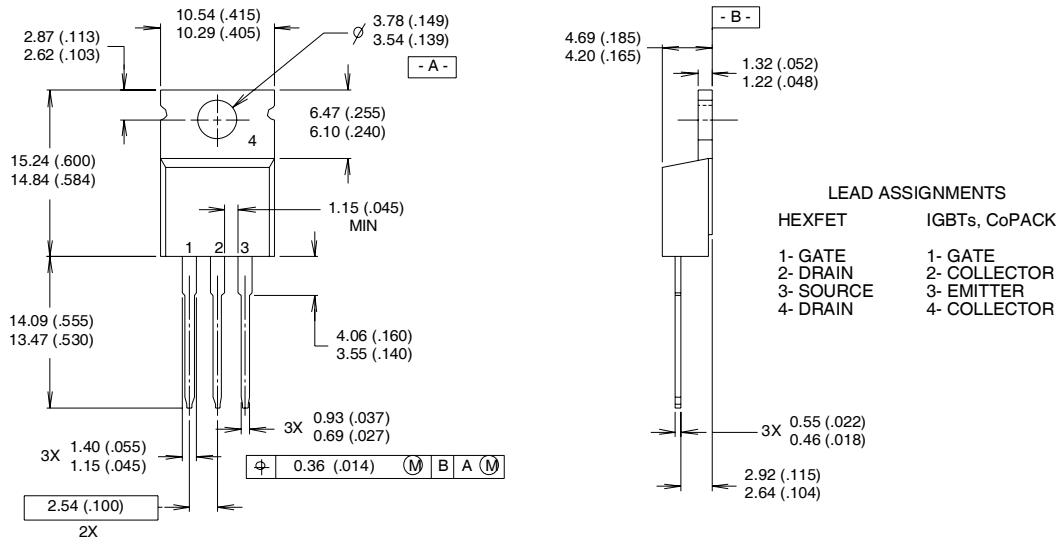 10.54 (.415)
10.29 (.405)
2.87 (.113)
2.62 (.103)
3.78 (.149)
3.54 (.139)
- A -
6.47 (.255)
6.10 (.240)
4
15.24 (.600)
14.84 (.584)
1.15 (.045)
MIN
1 2 3
14.09 (.555)
13.47 (.530)
4.06 (.160)
3.55 (.140)
3X 0.93 (.037)
0.69 (.027)
3X 1.40 (.055)
1.15 (.045)
0.36 (.014) Ⓜ B A Ⓜ
2.54 (.100)
2X
- B -
4.69 (.185)
4.20 (.165)
1.32 (.052)
1.22 (.048)
3X 0.55 (.022)
0.46 (.018)
2.92 (.115)
2.64 (.104)
LEAD ASSIGNMENTS
HEXFET
1- GATE
2- DRAIN
3- SOURCE
4- DRAIN
IGBTs, CoPACK
1- GATE
2- COLLECTOR
3- EMITTER
4- COLLECTOR